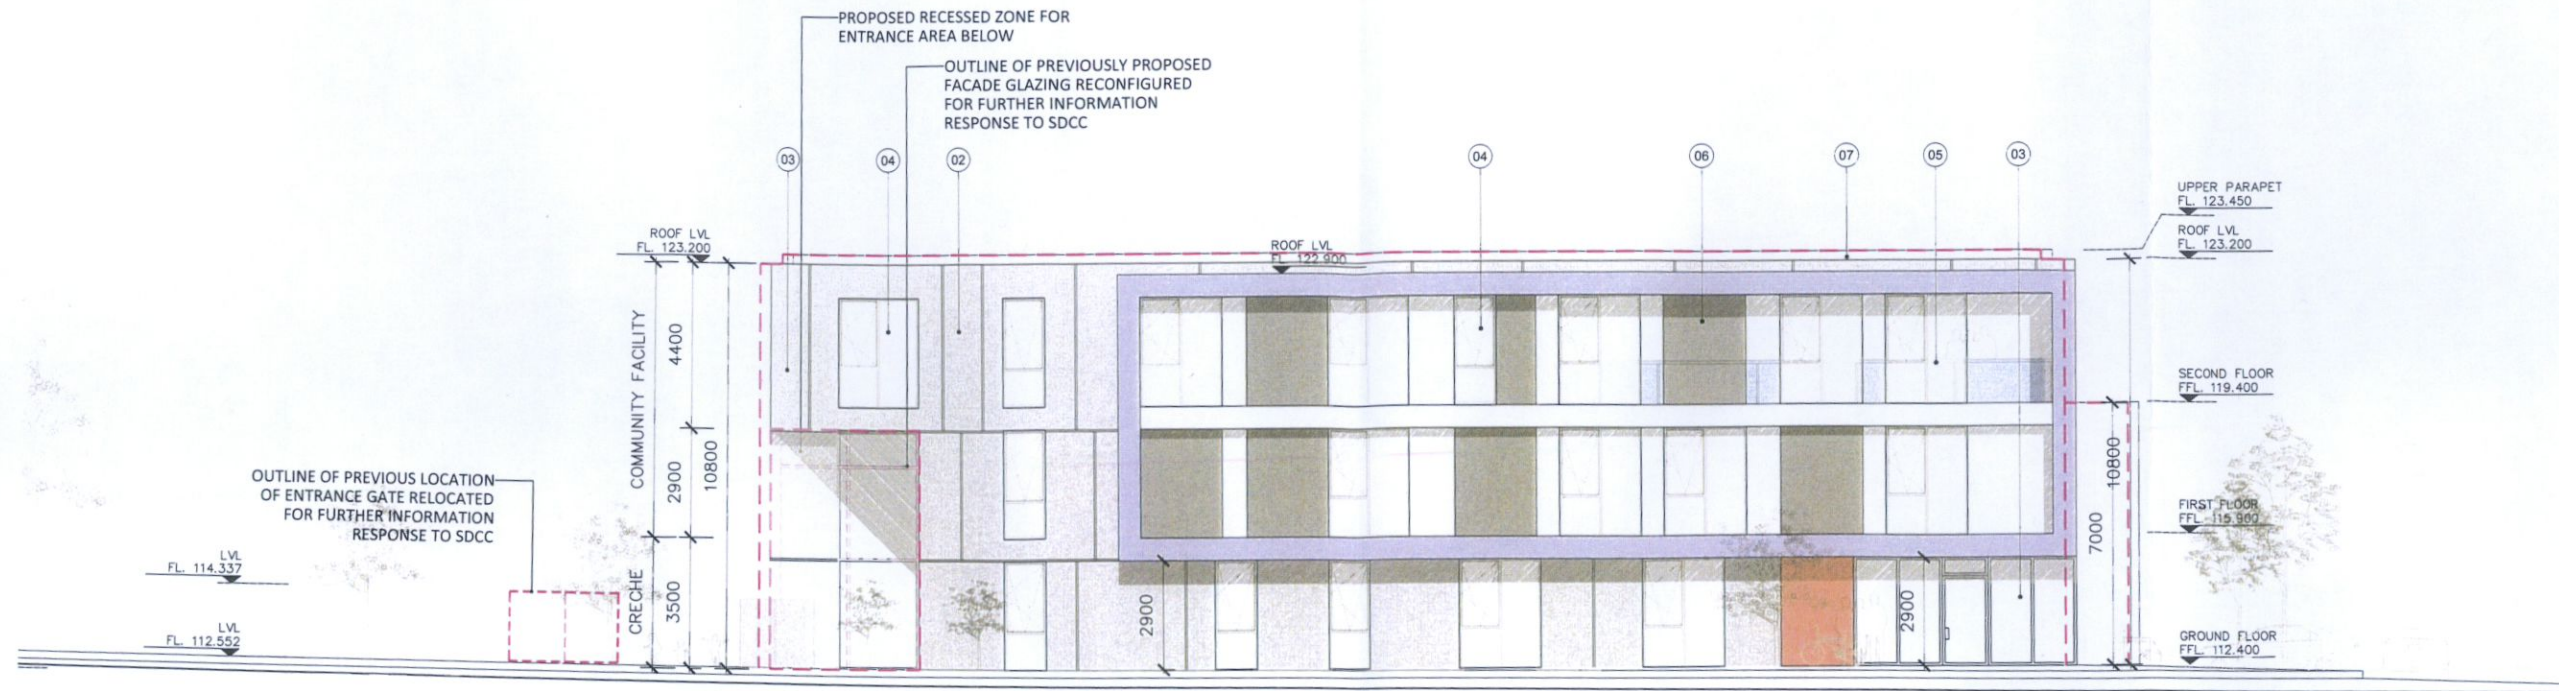 PROPOSED RECESSED ZONE FOR
ENTRANCE AREA BELOW
OUTLINE OF PREVIOUSLY PROPOSED
FACADE GLAZING RECONFIGURED
FOR FURTHER INFORMATION
RESPONSE TO SDCC
03
04
02
04
06
07
05
03
UPPER PARAPET
FL. 123.450
ROOF LVL
FL. 123.200
ROOF LVL
FL. 123.200
ROOF LVL
FL 122.900
COMMUNITY FACILITY
4400
2900
10800
CRECHE
3500
SECOND FLOOR
FFL. 119.400
OUTLINE OF PREVIOUS LOCATION
OF ENTRANCE GATE RELOCATED
FOR FURTHER INFORMATION
RESPONSE TO SDCC
10800
7000
FIRST FLOOR
FFL. 115.900
LVL
FL. 114.337
2900
2900
LVL
FL. 112.552
GROUND FLOOR
FFL. 112.400